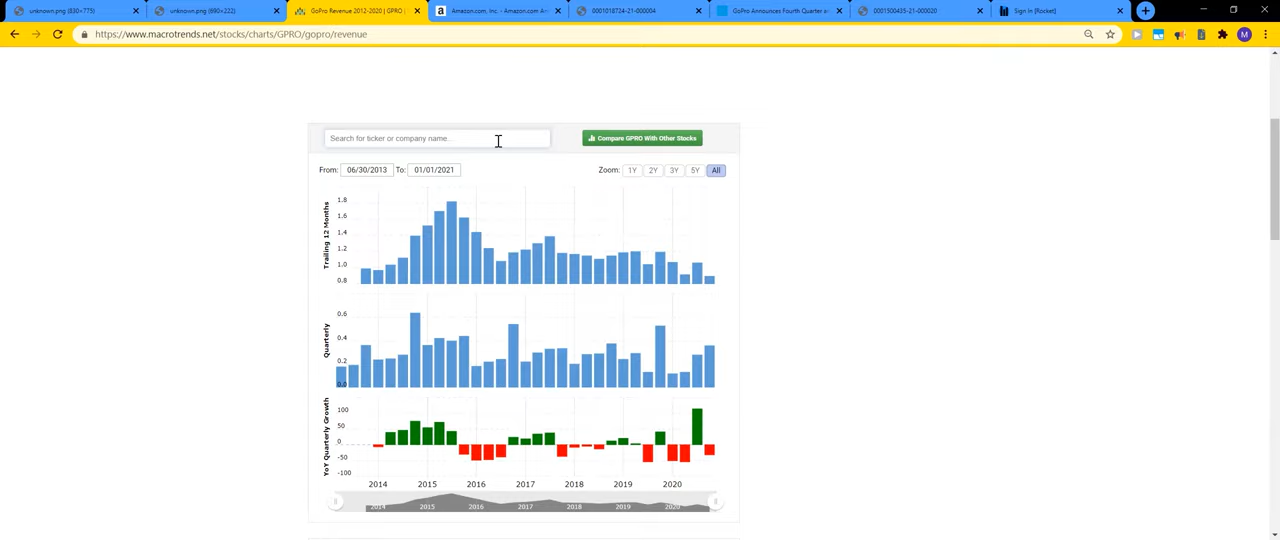 unknown.png (830×775)
unknown.png (690×222)
GoPro Revenue 2012-2020 | GPRO |
Amazon.com, Inc. - Amazon.com An
0001018724-21-000004
GoPro Announces Fourth Quarter a
0001500435-21-000020
Sign In [Rocket]
https://www.macrotrends.net/stocks/charts/GPRO/gopro/revenue
M
Search for ticker or company name...
Compare GPRO With Other Stocks
From: 06/30/2013 To: 01/01/2021
Zoom: 1Y 2Y 3Y 5Y All
Trailing 12 Months
1.8
1.6
1.4
1.2
1.0
0.8
Quarterly
0.6
0.4
0.2
0.0
YoY Quarterly Growth
100
50
0
-50
-100
2014 2015 2016 2017 2018 2019 2020
2014 2015 2016 2017 2018 2019 2020